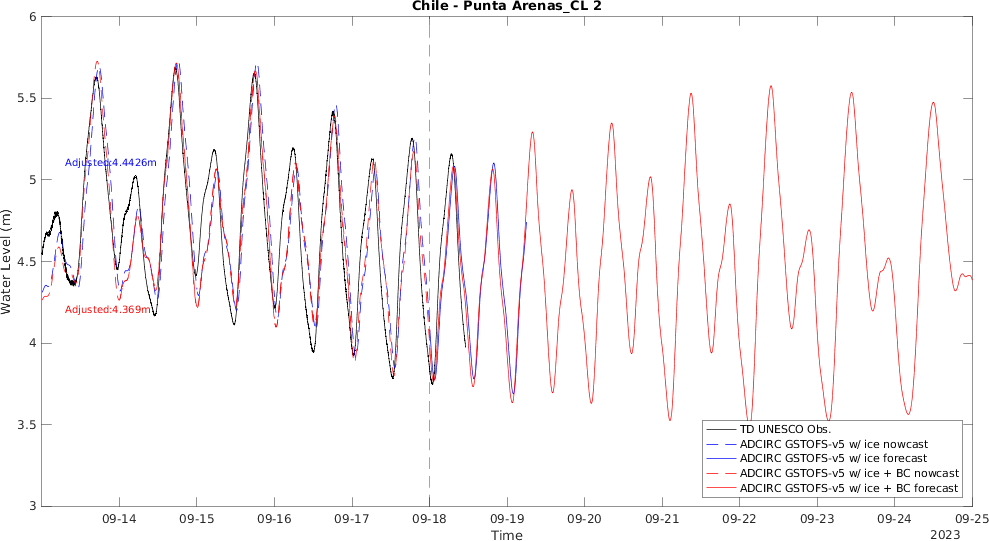 Chile - Punta Arenas_CL 2
6
5.5
5
4.5
4
3.5
3
Water Level (m)
Adjusted:4.4426m
Adjusted:4.369m
TD UNESCO Obs.
ADCIRC GSTOFS-v5 w/ ice nowcast
ADCIRC GSTOFS-v5 w/ ice forecast
ADCIRC GSTOFS-v5 w/ ice + BC nowcast
ADCIRC GSTOFS-v5 w/ ice + BC forecast
09-14 09-15 09-16 09-17 09-18 09-19 09-20 09-21 09-22 09-23 09-24 09-25
Time
2023